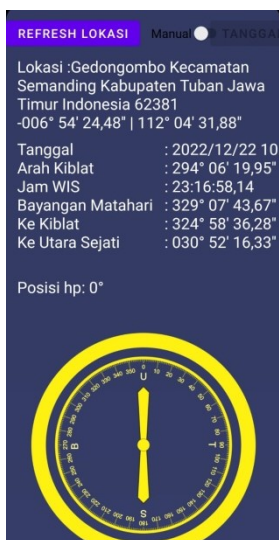 REFRESH LOKASI Manual TANGGAL
Lokasi :Gedongombo Kecamatan
Semanding Kabupaten Tuban Jawa
Timur Indonesia 62381
-006° 54' 24,48" | 112° 04' 31,88"
Tanggal : 2022/12/22 10
Arah Kiblat : 294° 06' 19,95"
Jam WIS : 23:16:58,14
Bayangan Matahari : 329° 07' 43,67"
Ke Kiblat : 324° 58' 36,28"
Ke Utara Sejati : 030° 52' 16,33"
Posisi hp: 0°
U
B T
S